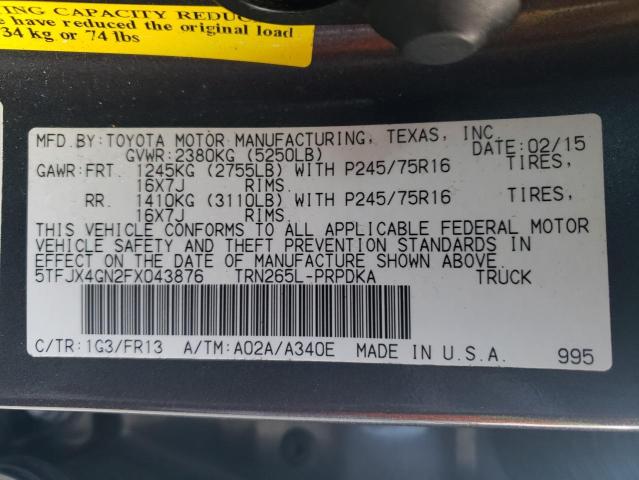 ING CAPACITY REDUC
e have reduced the original load
34 kg or 74 lbs
MFD.BY:TOYOTA MOTOR MANUFACTURING, TEXAS, INC.
GVWR:2380KG (5250LB) DATE:02/15
GAWR:FRT. 1245KG (2755LB) WITH P245/75R16 TIRES,
16X7J RIMS.
RR. 1410KG (3110LB) WITH P245/75R16 TIRES,
16X7J RIMS.
THIS VEHICLE CONFORMS TO ALL APPLICABLE FEDERAL MOTOR
VEHICLE SAFETY AND THEFT PREVENTION STANDARDS IN
EFFECT ON THE DATE OF MANUFACTURE SHOWN ABOVE.
5TFJX4GN2FX043876 TRN265L-PRPDKA TRUCK
C/TR:1G3/FR13 A/TM:A02A/A340E MADE IN U.S.A. 995